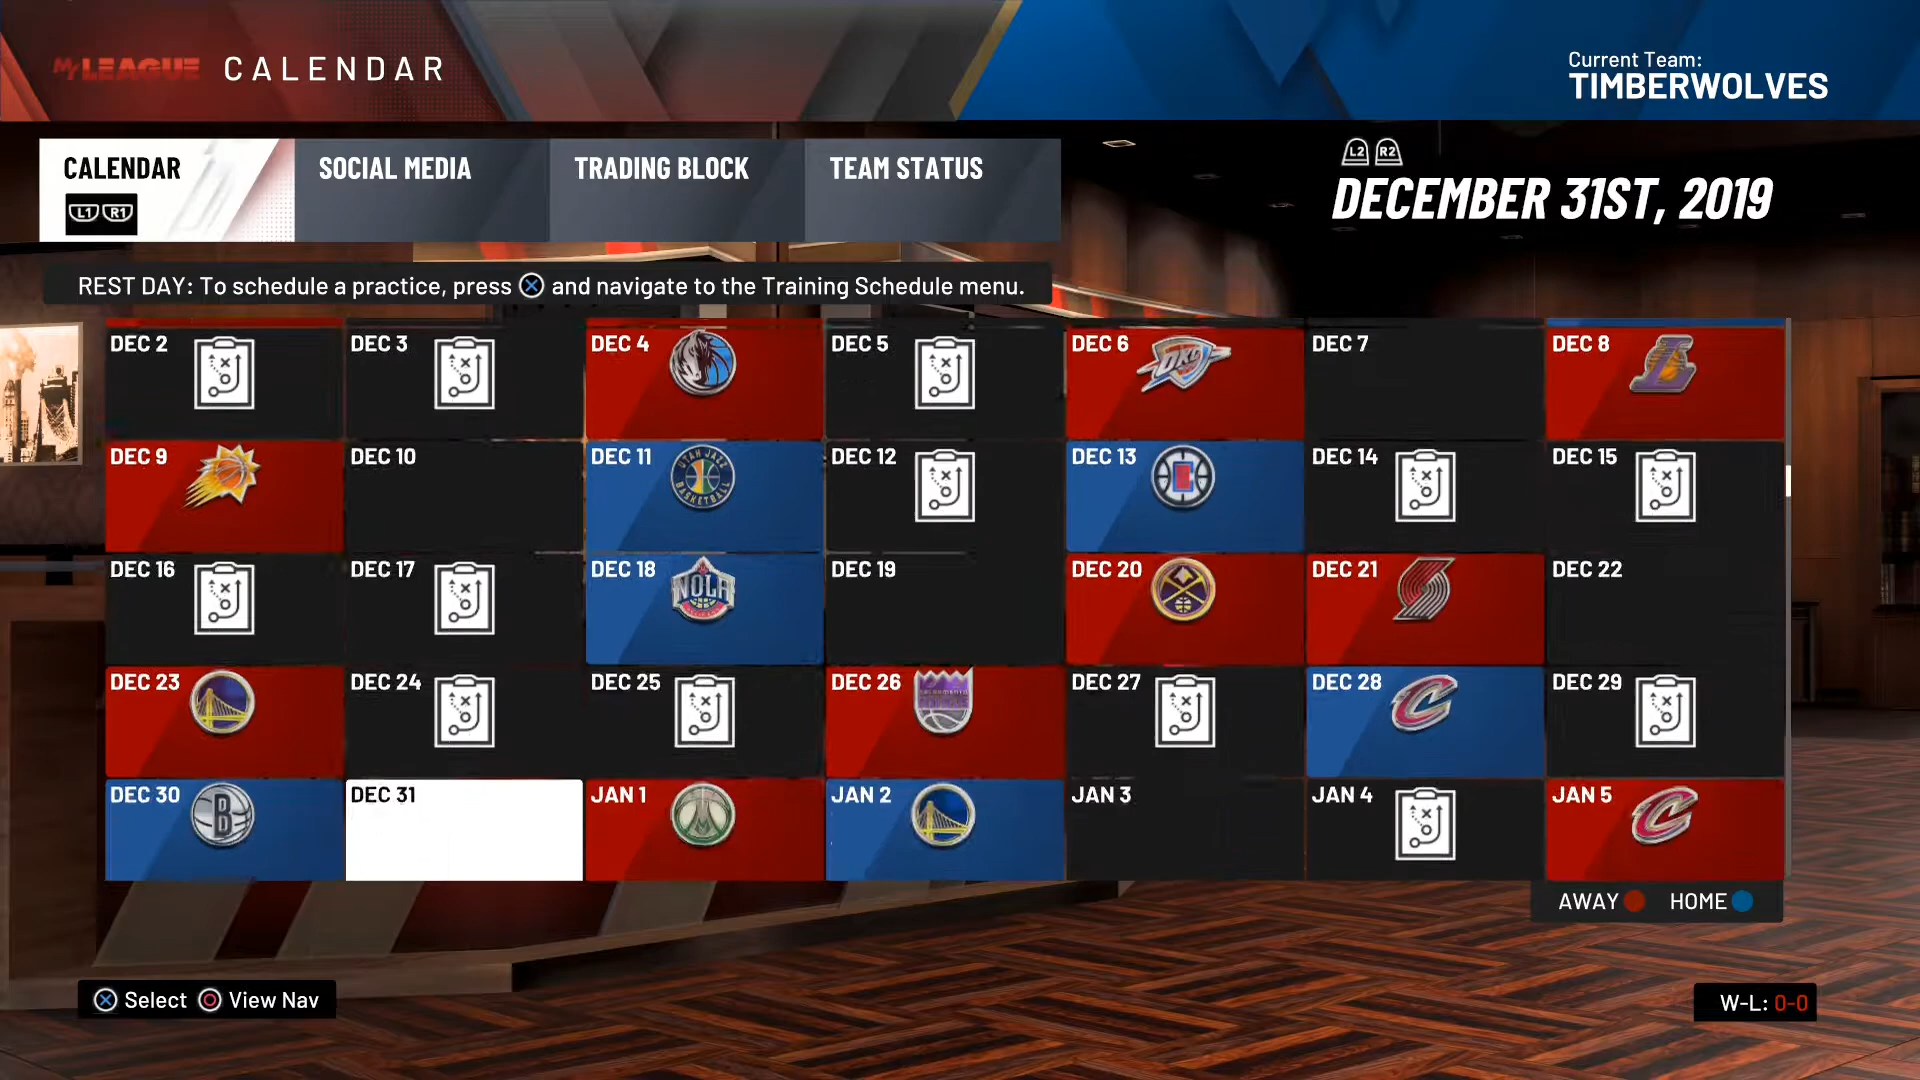 MyLEAGUE CALENDAR
Current Team:
TIMBERWOLVES
CALENDAR
L1 R1
SOCIAL MEDIA
TRADING BLOCK
TEAM STATUS
L2 R2
DECEMBER 31ST, 2019
REST DAY: To schedule a practice, press and navigate to the Training Schedule menu.
DEC 2 DEC 3 DEC 4 DEC 5 DEC 6 OKC DEC 7 DEC 8 L
DEC 9 DEC 10 DEC 11 UTAH JAZZ BASKETBALL DEC 12 DEC 13 DEC 14 DEC 15
DEC 16 DEC 17 DEC 18 NOLA DEC 19 DEC 20 DEC 21 DEC 22
DEC 23 DEC 24 DEC 25 DEC 26 DEC 27 DEC 28 C DEC 29
DEC 30 B DEC 31 JAN 1 M JAN 2 JAN 3 JAN 4 JAN 5 C
AWAY HOME
Select View Nav
W-L: 0-0